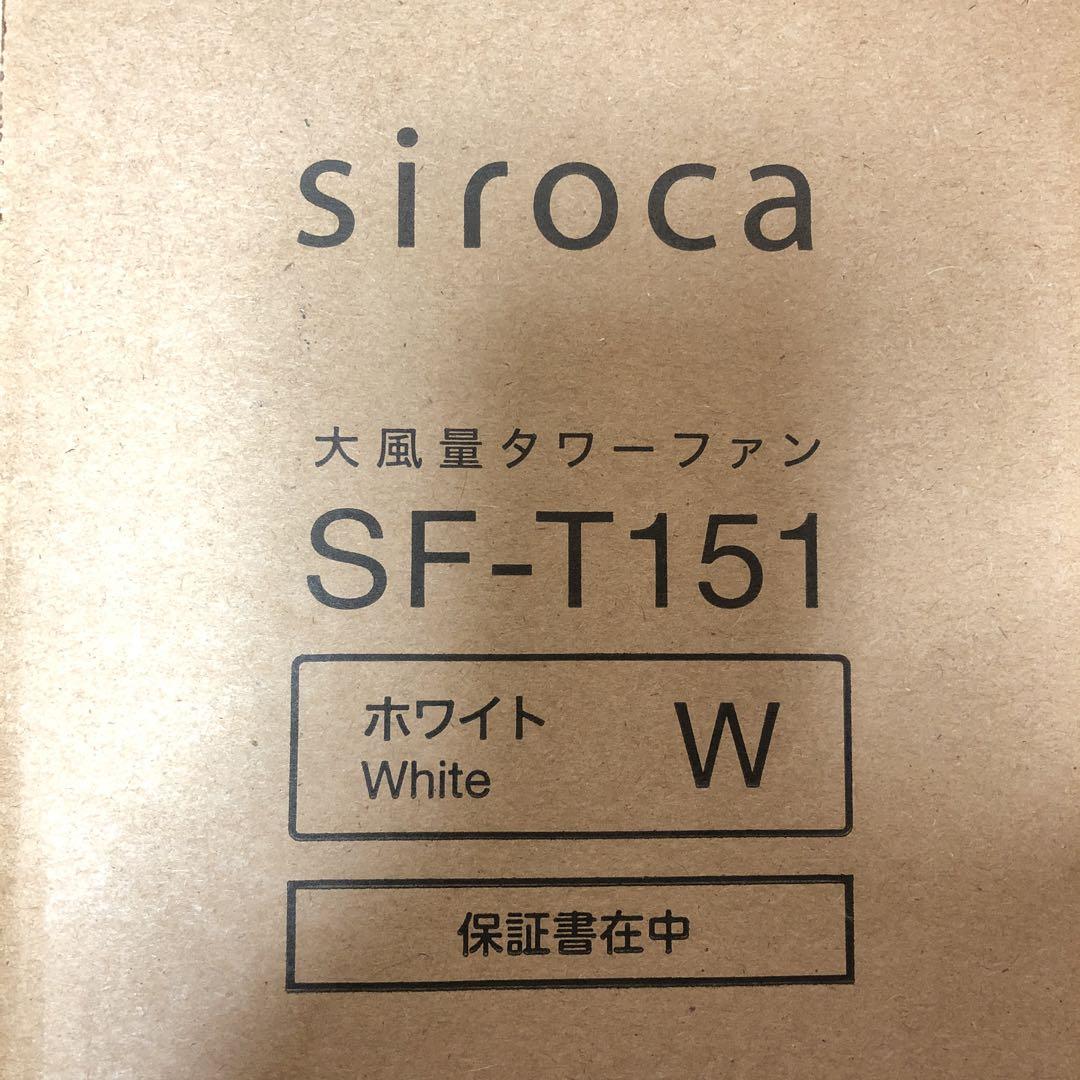 siroca
大風量タワーファン
SF-T151
ホワイト W
White
保証書在中